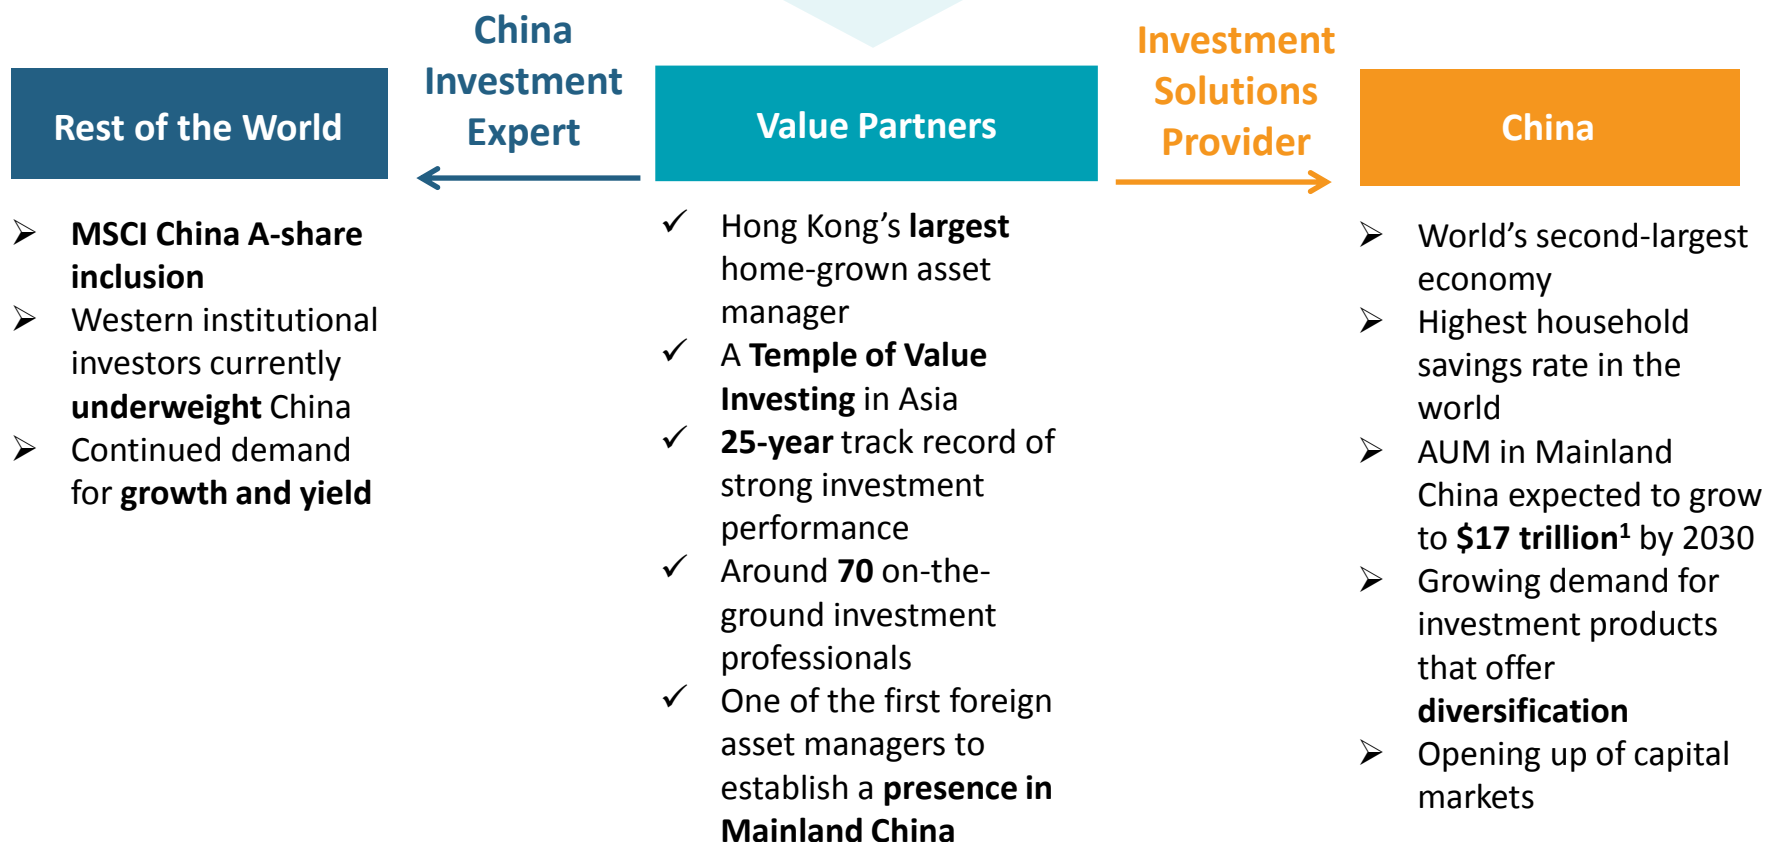 China
Investment
Expert
Investment
Solutions
Provider
Rest of the World
Value Partners
China
➢ MSCI China A-share
inclusion
➢ Western institutional
investors currently
underweight China
➢ Continued demand
for growth and yield
✓ Hong Kong’s largest
home-grown asset
manager
✓ A Temple of Value
Investing in Asia
✓ 25-year track record of
strong investment
performance
✓ Around 70 on-the-
ground investment
professionals
✓ One of the first foreign
asset managers to
establish a presence in
Mainland China
➢ World’s second-largest
economy
➢ Highest household
savings rate in the
world
➢ AUM in Mainland
China expected to grow
to $17 trillion¹ by 2030
➢ Growing demand for
investment products
that offer
diversification
➢ Opening up of capital
markets